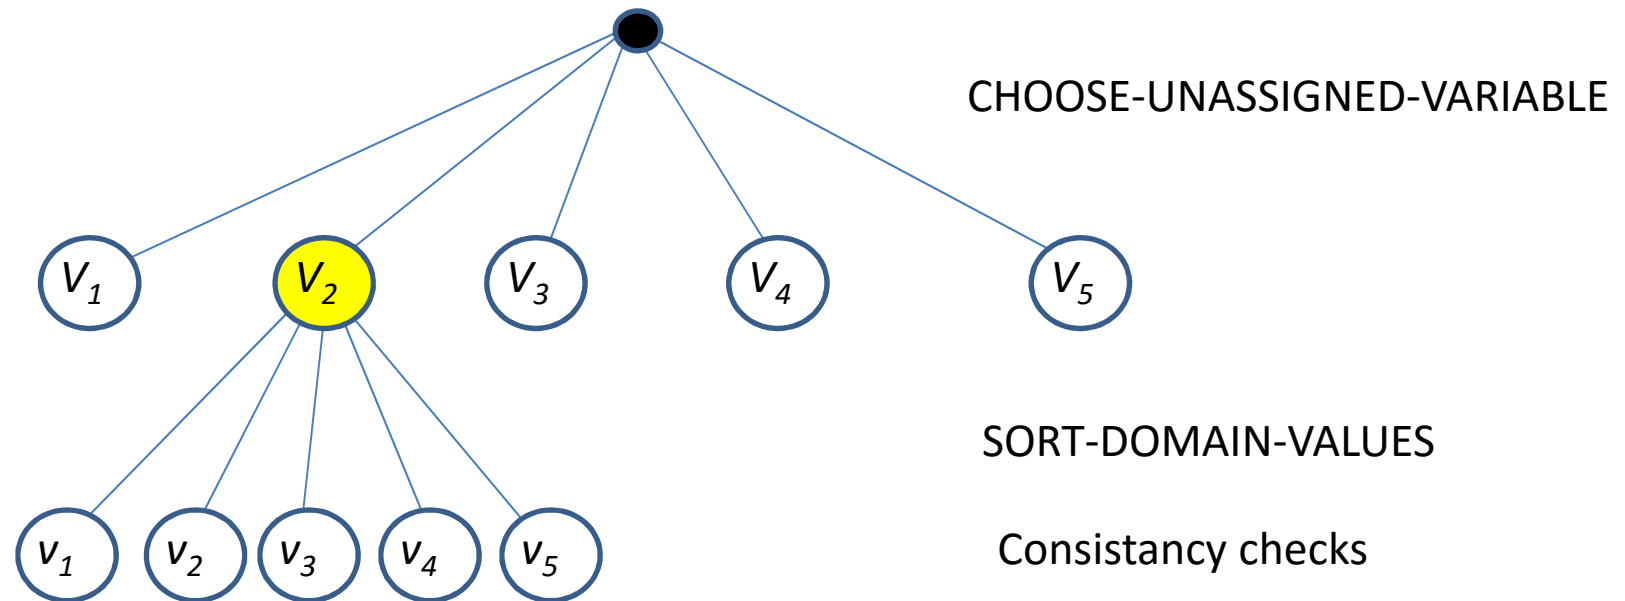 CHOOSE-UNASSIGNED-VARIABLE
V1 V2 V3 V4 V5
SORT-DOMAIN-VALUES
v1 v2 v3 v4 v5
Consistancy checks